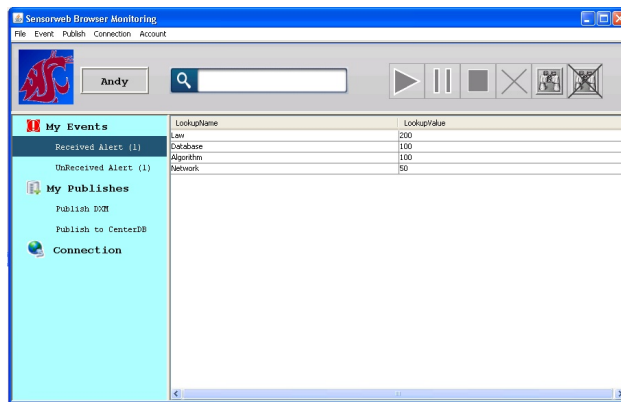 Sensorweb Browser Monitoring
File Event Publish Connection Account
Andy
My Events
Received Alert (1)
UnReceived Alert (1)
My Publishes
Publish DXM
Publish to CenterDB
Connection
LookupName LookupValue
Law 200
Database 100
Algorithm 100
Network 50